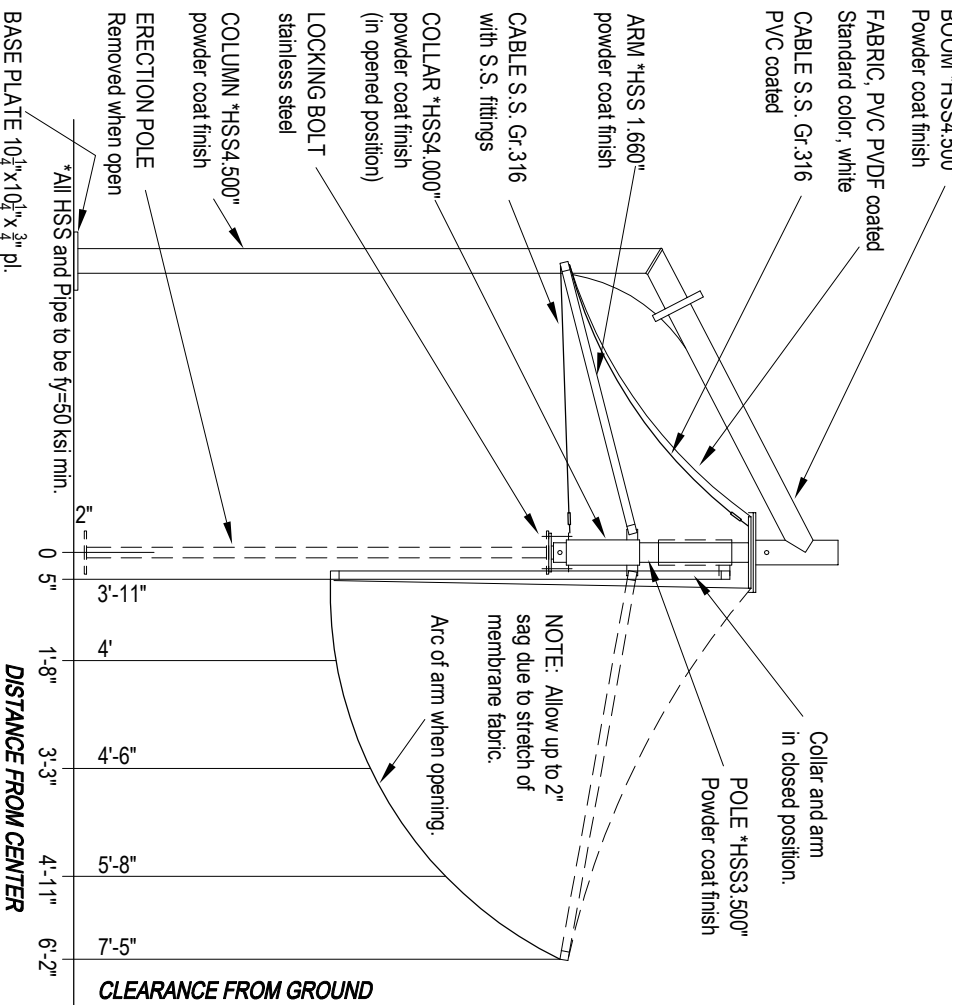 BOOM *HSS4.500
Powder coat finish
FABRIC, PVC PVDF coated
Standard color, white
CABLE S.S. Gr.316
PVC coated
ARM *HSS 1.660"
powder coat finish
CABLE S.S. Gr.316
with S.S. fittings
COLLAR *HSS4.000"
powder coat finish
(in opened position)
LOCKING BOLT
stainless steel
COLUMN *HSS4.500"
powder coat finish
ERECTION POLE
Removed when open
BASE PLATE 10¼"x10¼"x ¾" pl.
*All HSS and Pipe to be fy=50 ksi min.
Collar and arm
in closed position.
POLE *HSS3.500"
Powder coat finish
NOTE: Allow up to 2"
sag due to stretch of
membrane fabric.
Arc of arm when opening.
2"
3'-11"
4'
4'-6"
5'-8"
7'-5"
CLEARANCE FROM GROUND
0
5"
1'-8"
3'-3"
4'-11"
6'-2"
DISTANCE FROM CENTER